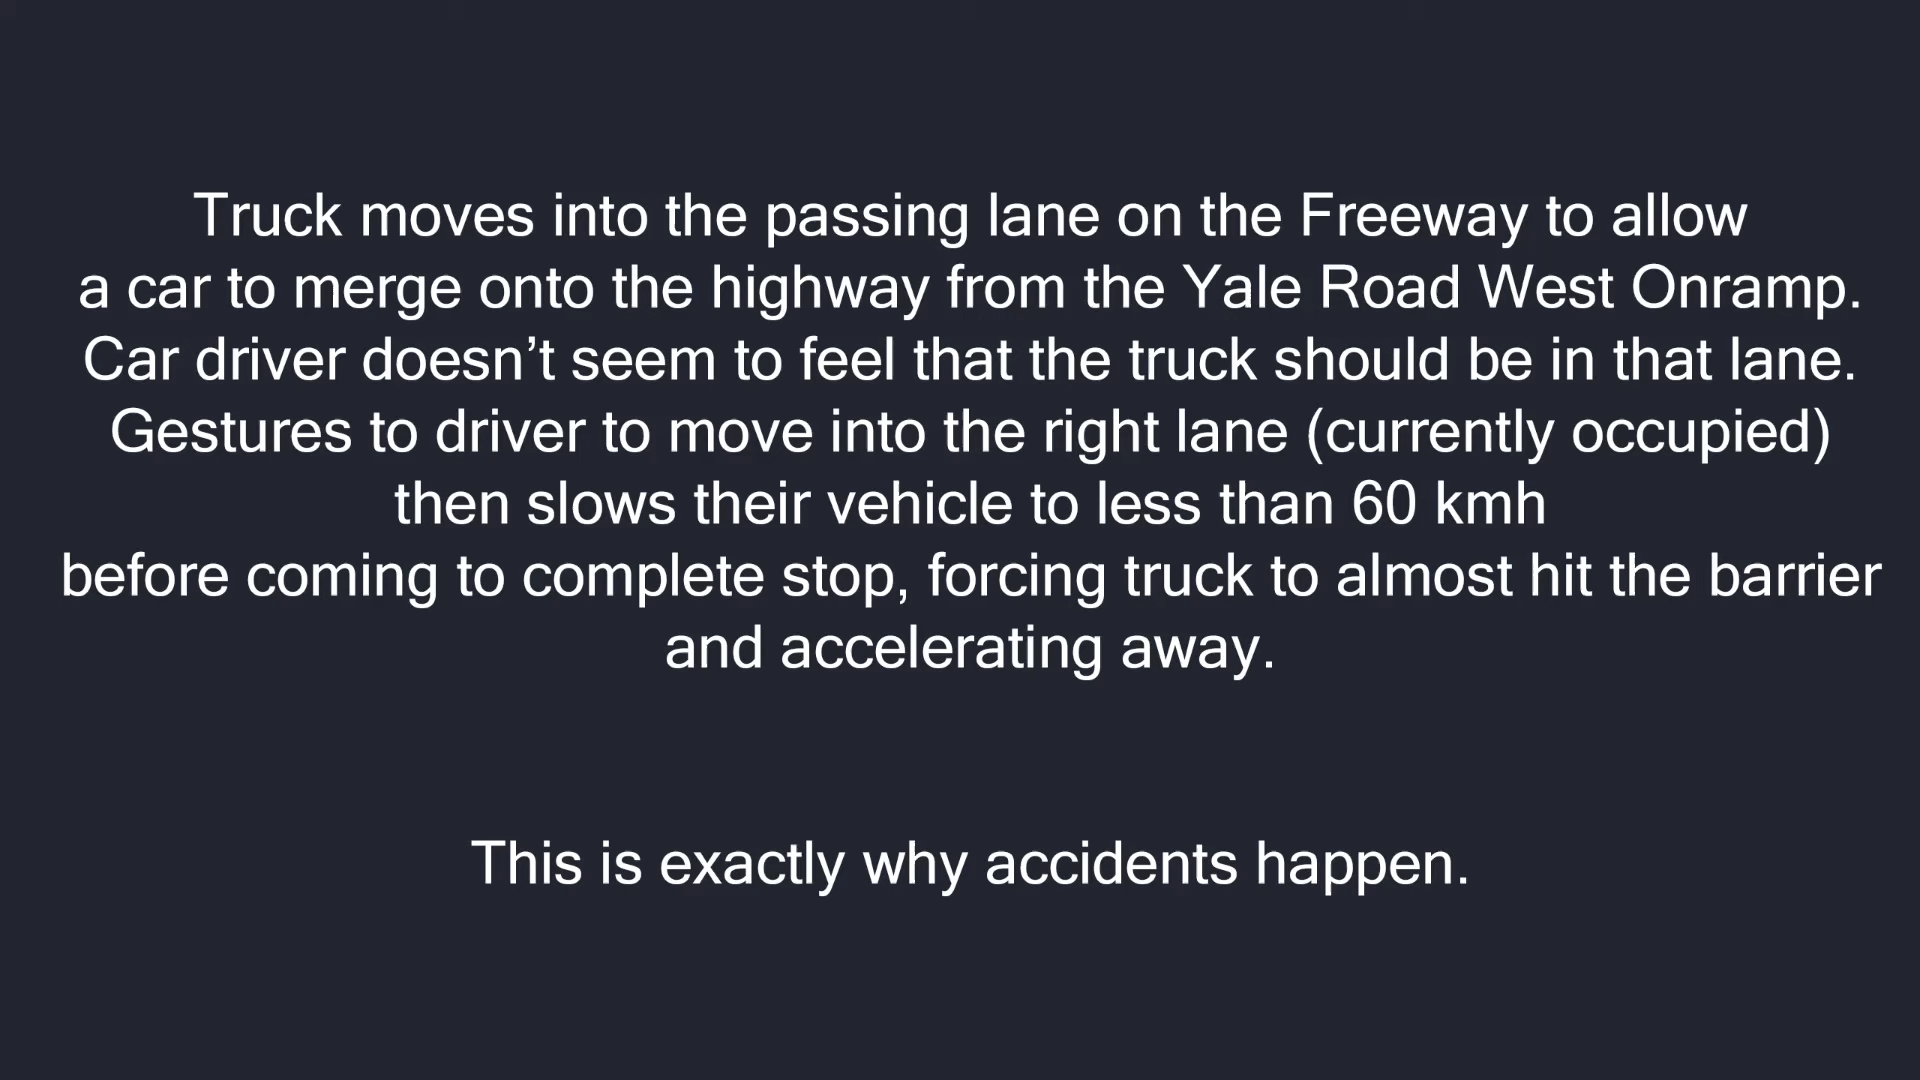 Truck moves into the passing lane on the Freeway to allow
a car to merge onto the highway from the Yale Road West Onramp.
Car driver doesn’t seem to feel that the truck should be in that lane.
Gestures to driver to move into the right lane (currently occupied)
then slows their vehicle to less than 60 kmh
before coming to complete stop, forcing truck to almost hit the barrier
and accelerating away.
This is exactly why accidents happen.